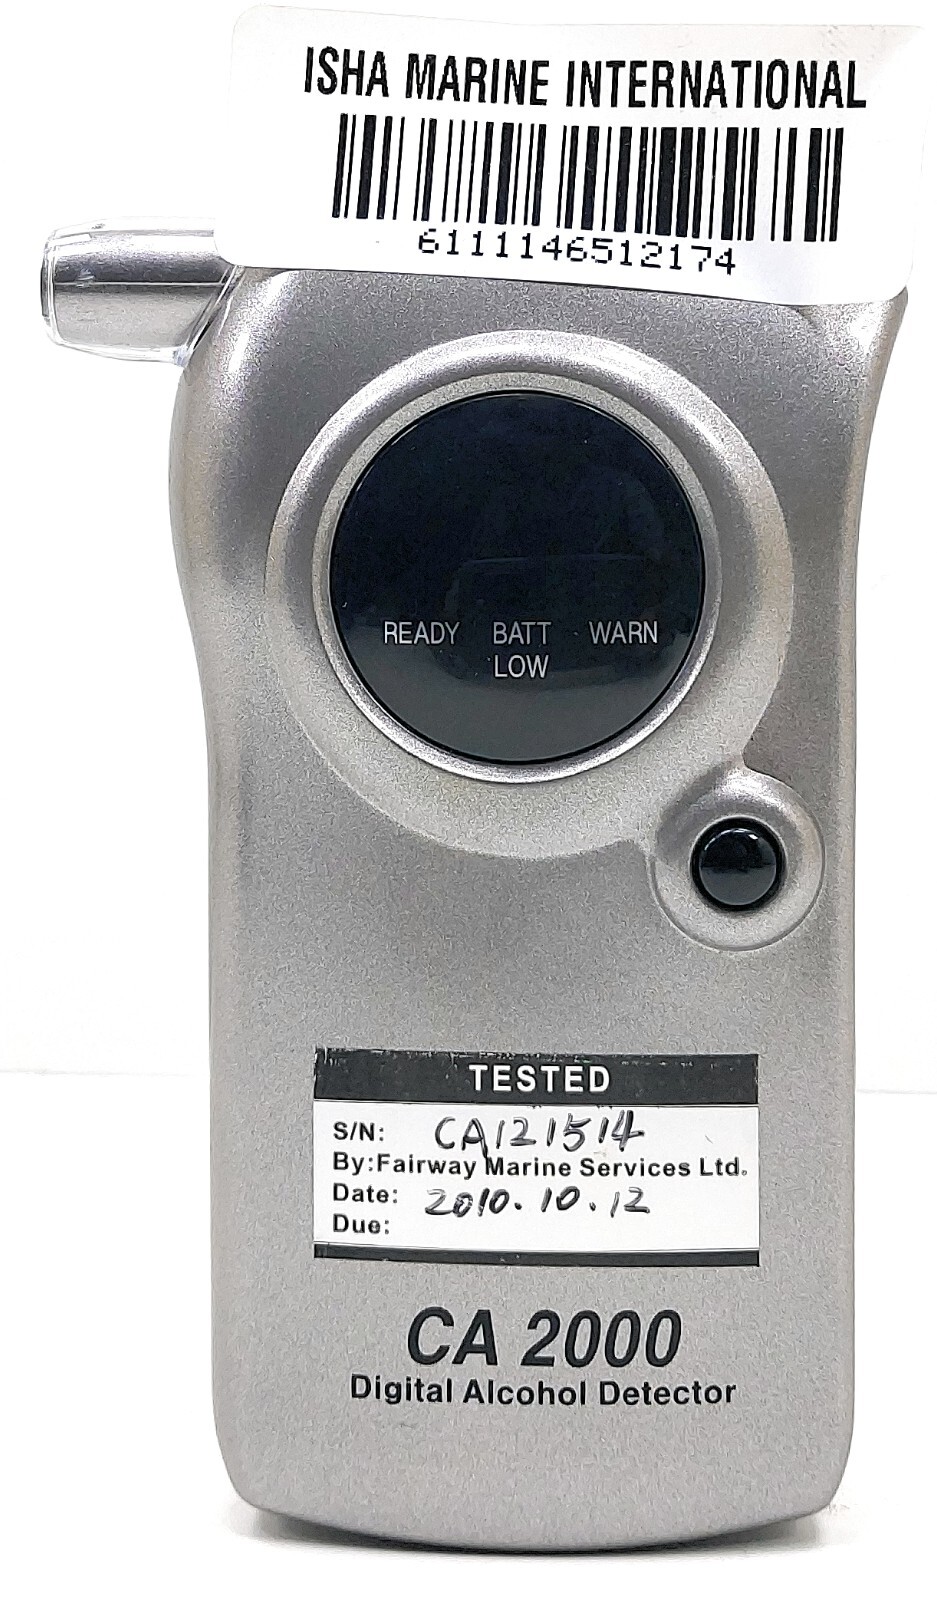 ISHA MARINE INTERNATIONAL
6111146512174
READY BATT WARN
LOW
TESTED
S/N: CA121514
By:Fairway Marine Services Ltd.
Date: 2010.10.12
Due:
CA 2000
Digital Alcohol Detector